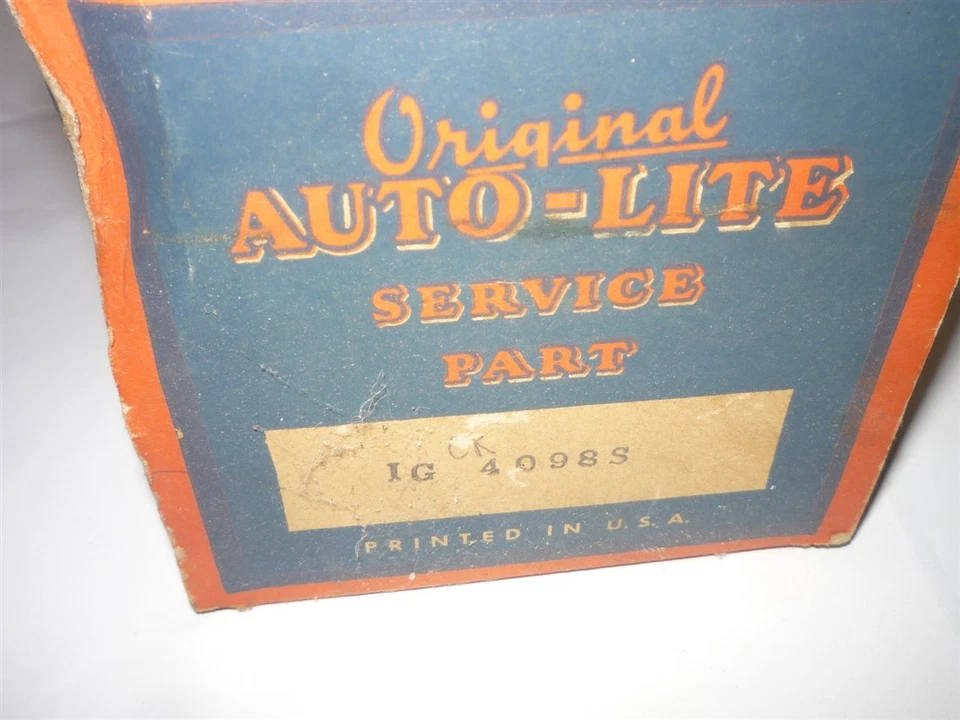 Original
AUTO-LITE
SERVICE
PART
CK
IG 4098S
PRINTED IN U.S.A.